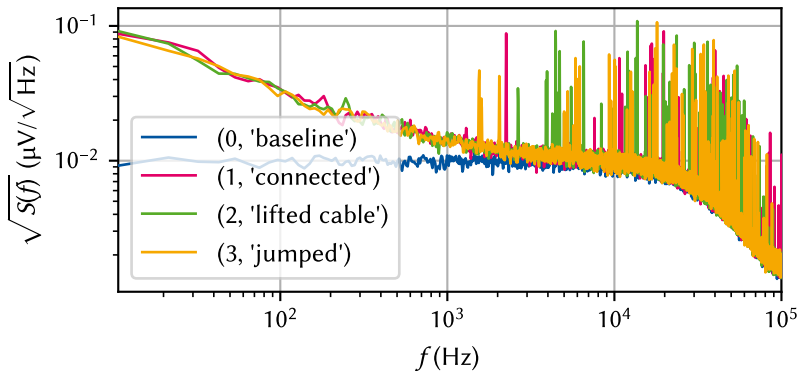 10⁻¹
10⁻²
√S(f) (µV/√Hz)
(0, 'baseline')
(1, 'connected')
(2, 'lifted cable')
(3, 'jumped')
10² 10³ 10⁴ 10⁵
f (Hz)